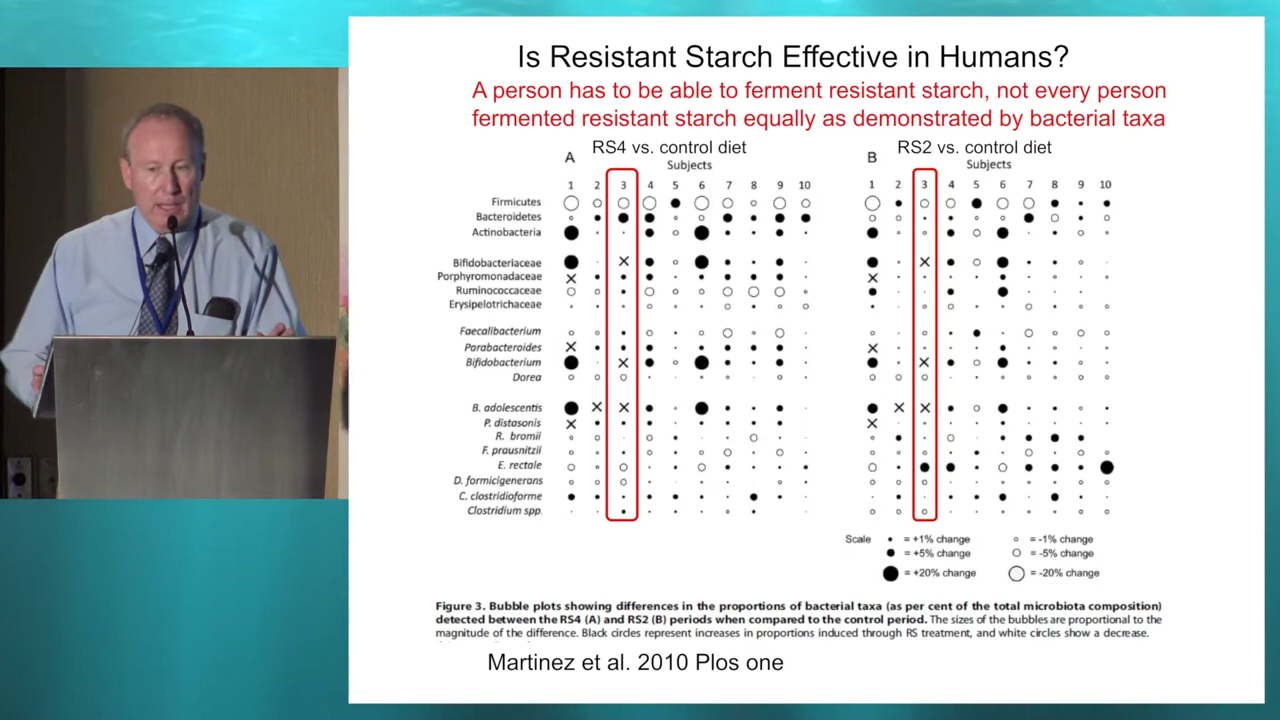 Is Resistant Starch Effective in Humans?
A person has to be able to ferment resistant starch, not every person
fermented resistant starch equally as demonstrated by bacterial taxa
A
RS4 vs. control diet
Subjects
1 2 3 4 5 6 7 8 9 10
B
RS2 vs. control diet
Subjects
1 2 3 4 5 6 7 8 9 10
Firmicutes
Bacteroidetes
Actinobacteria
Bifidobacteriaceae
Porphyromonadaceae
Ruminococcaceae
Erysipelotrichaceae
Faecalibacterium
Parabacteroides
Bifidobacterium
Dorea
B. adolescentis
P. distasonis
R. bromii
F. prausnitzii
E. rectale
D. formicigenerans
C. clostridioforme
Clostridium spp.
Scale
= +1% change
= -1% change
= +5% change
= -5% change
= +20% change
= -20% change
Figure 3. Bubble plots showing differences in the proportions of bacterial taxa (as per cent of the total microbiota composition)
detected between the RS4 (A) and RS2 (B) periods when compared to the control period. The sizes of the bubbles are proportional to the
magnitude of the difference. Black circles represent increases in proportions induced through RS treatment, and white circles show a decrease.
Martinez et al. 2010 Plos one